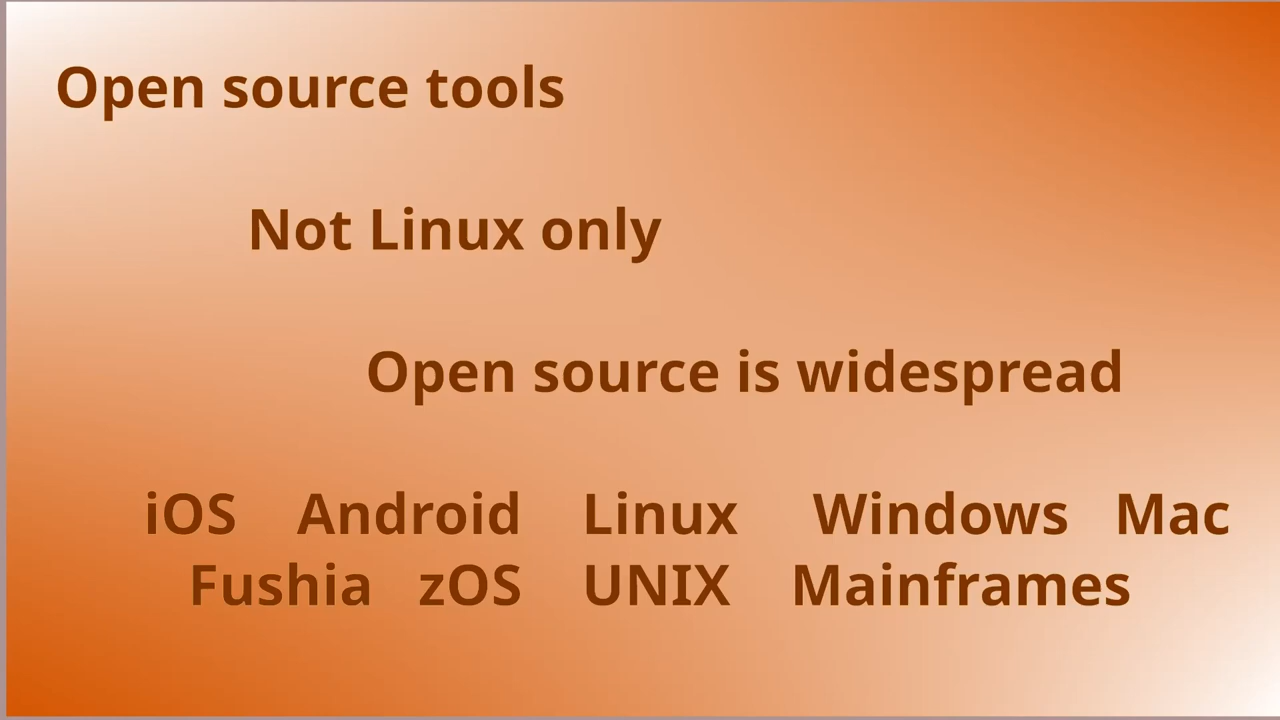 Open source tools
Not Linux only
Open source is widespread
iOS Android Linux Windows Mac
Fushia zOS UNIX Mainframes